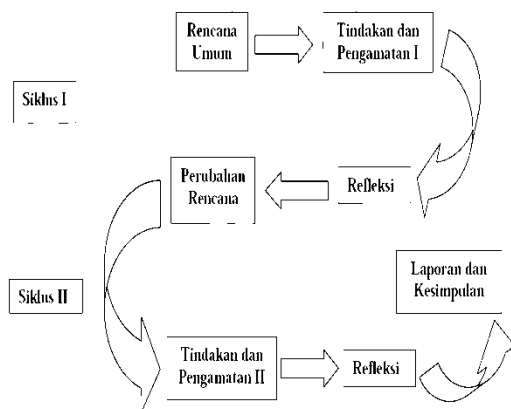 Rencana
Umum
Tindakan dan
Pengamatan I
Siklus I
Perubahan
Rencana
Refleksi
Siklus II
Laporan dan
Kesimpulan
Tindakan dan
Pengamatan II
Refleksi